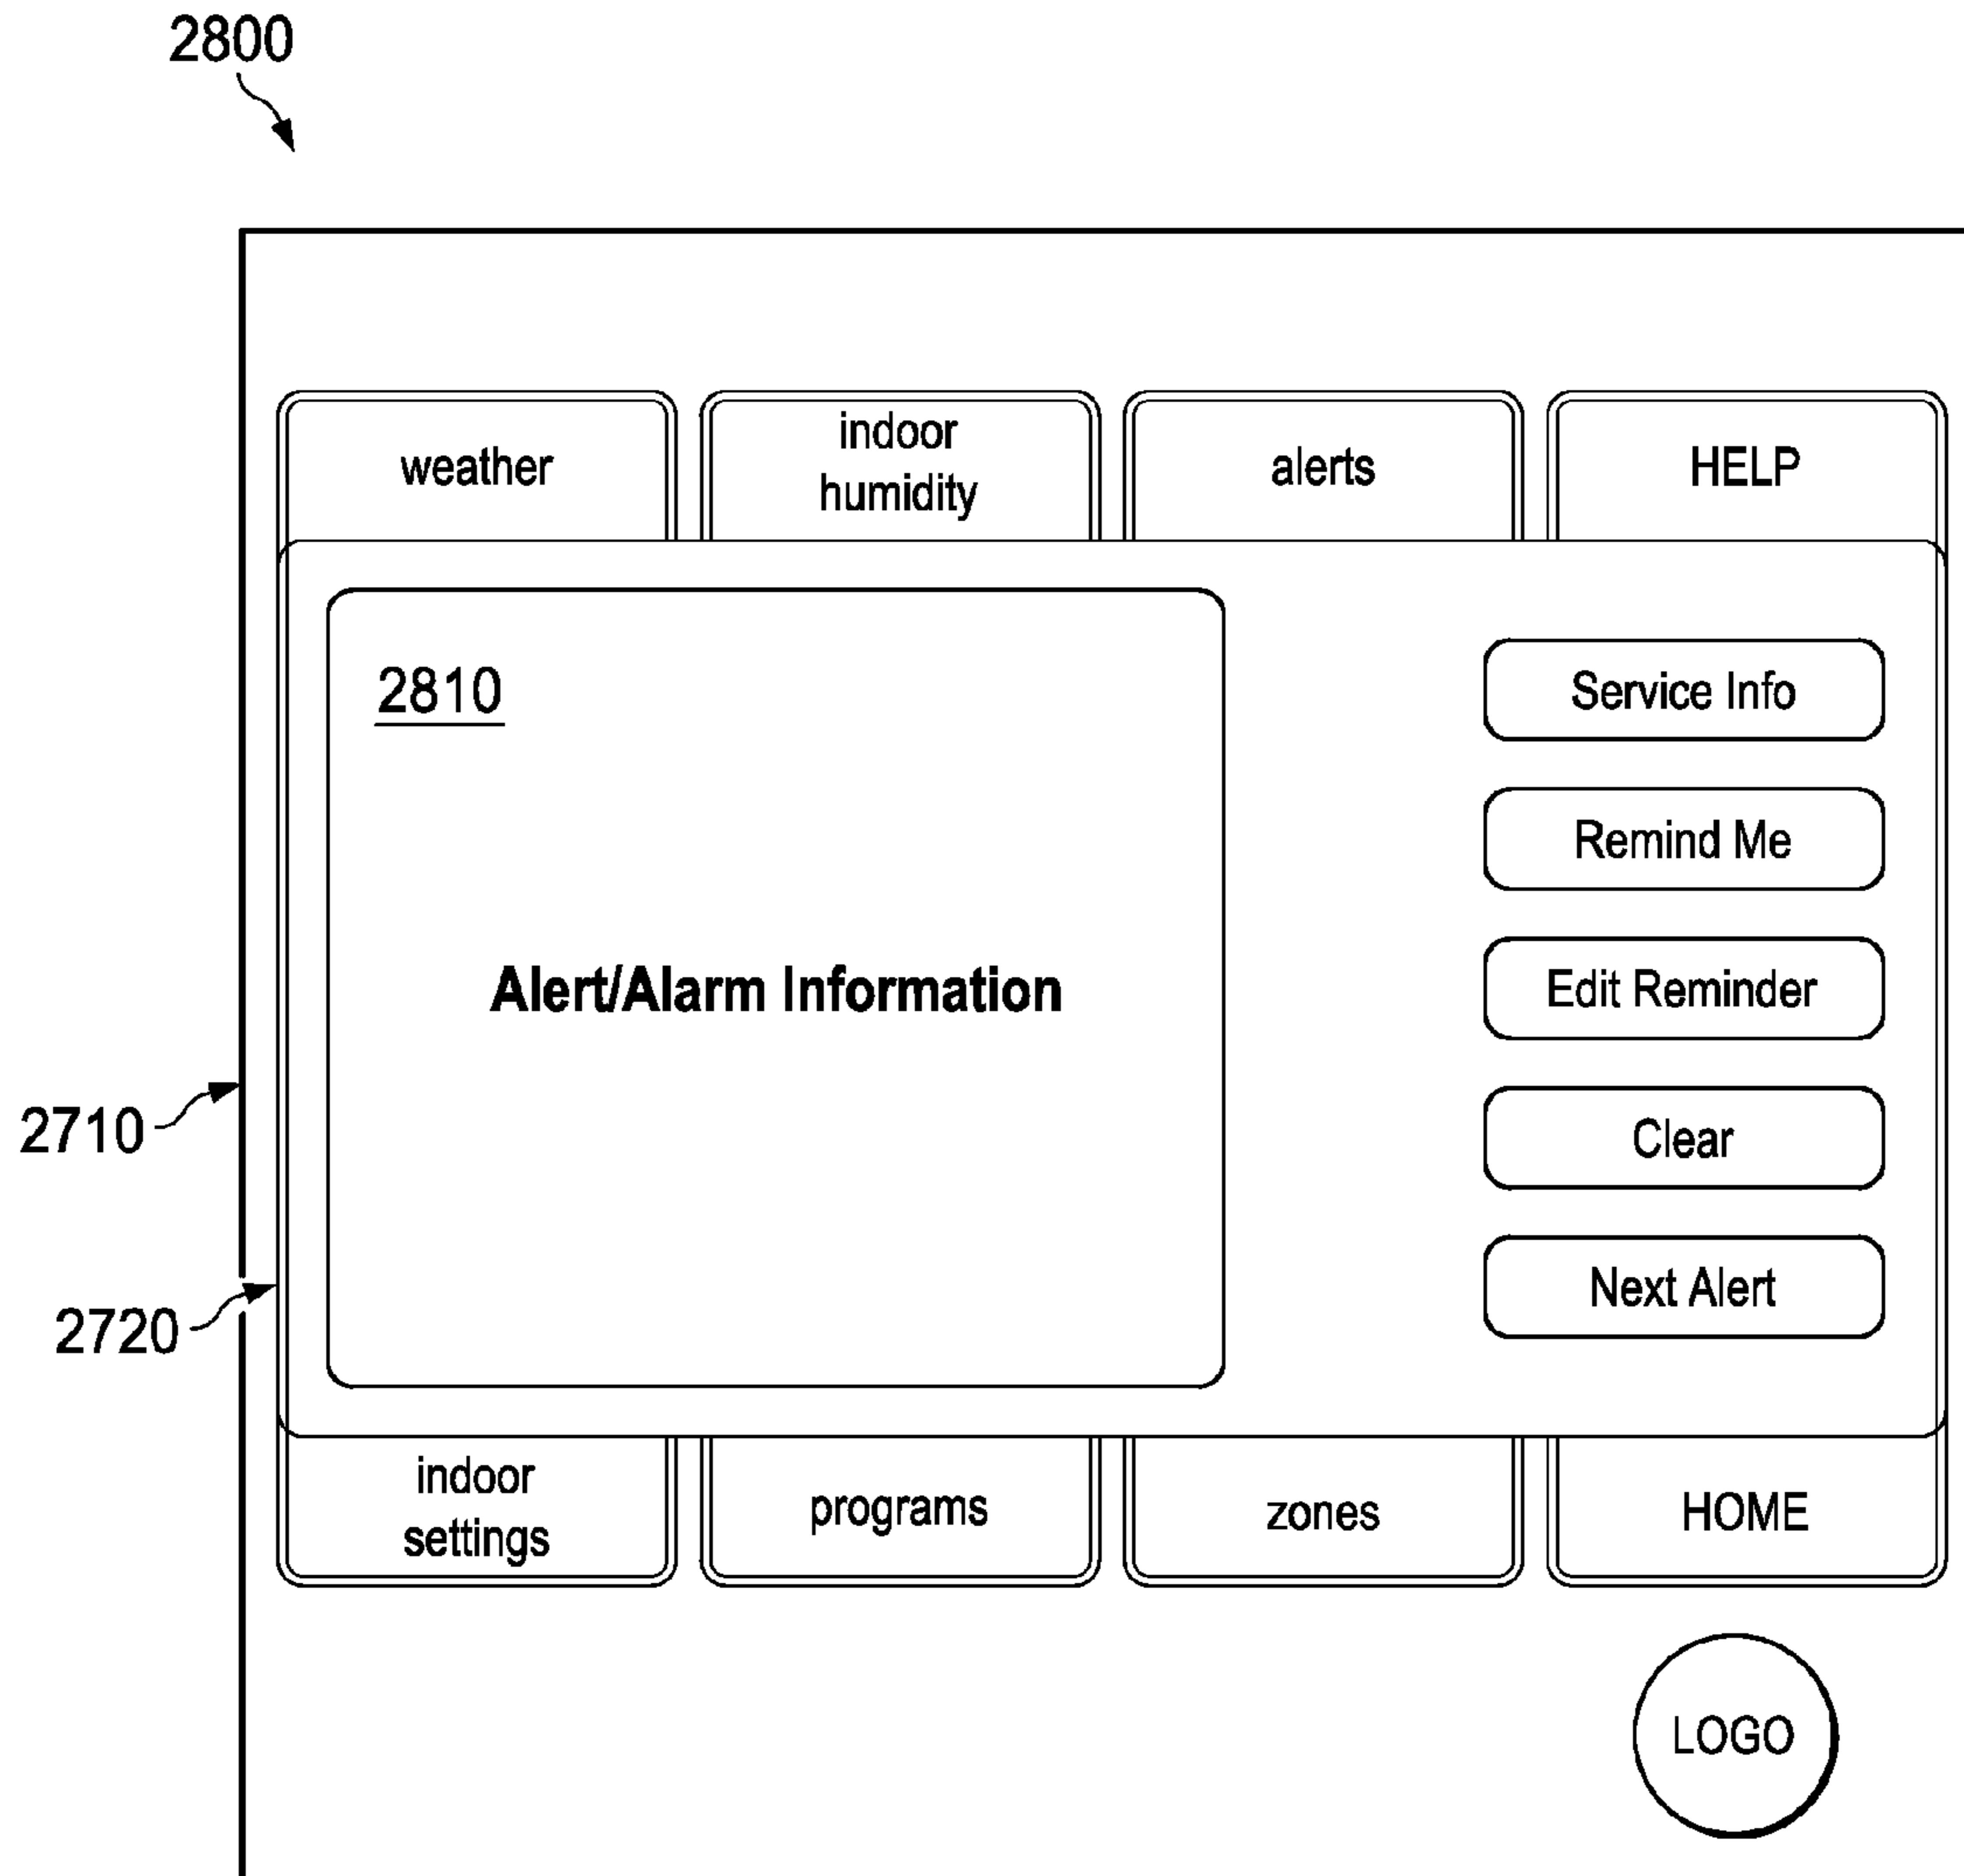 2800
weather
indoor
humidity
alerts
HELP
2810
Alert/Alarm Information
Service Info
Remind Me
Edit Reminder
Clear
Next Alert
2710
2720
indoor
settings
programs
zones
HOME
LOGO